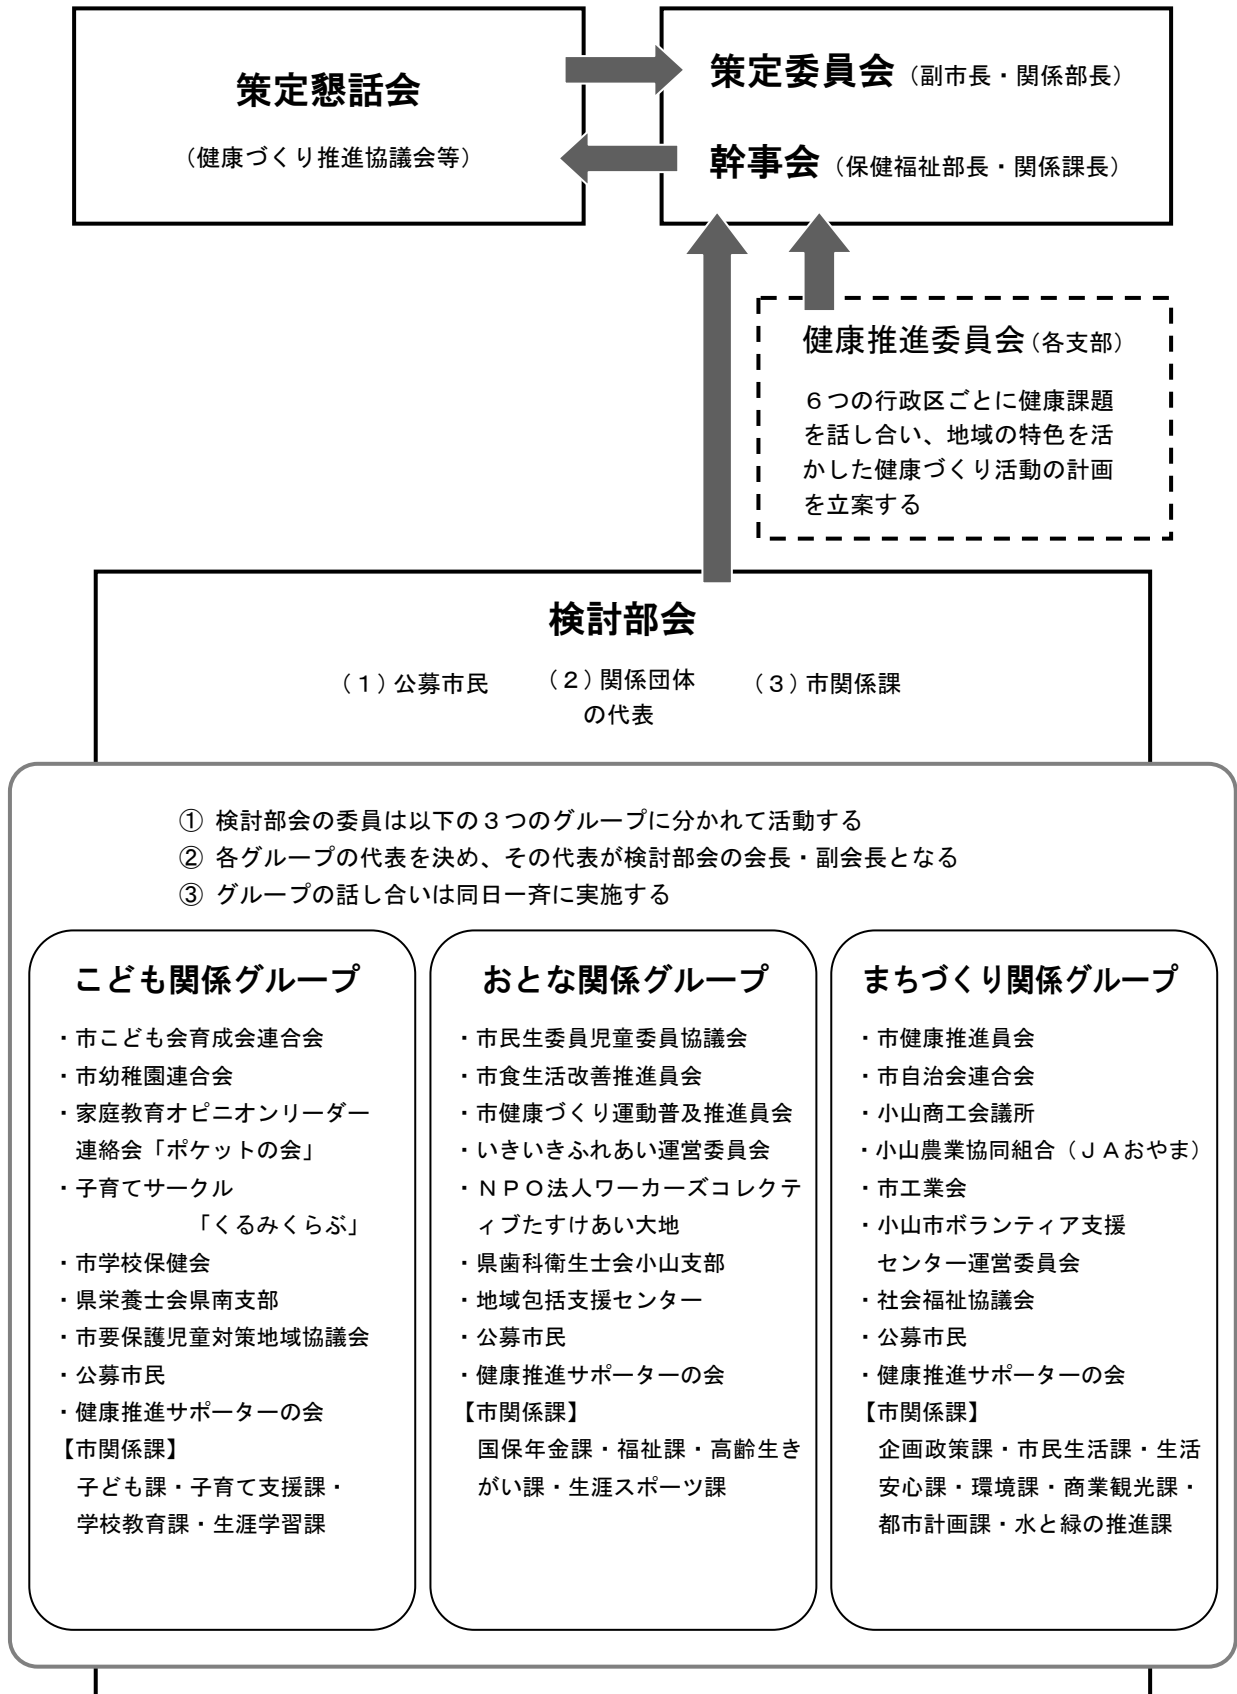 策定懇話会
（健康づくり推進協議会等）
策定委員会（副市長・関係部長）
幹事会（保健福祉部長・関係課長）
健康推進委員会（各支部）
６つの行政区ごとに健康課題
を話し合い、地域の特色を活
かした健康づくり活動の計画
を立案する
検討部会
（１）公募市民
（２）関係団体
の代表
（３）市関係課
① 検討部会の委員は以下の３つのグループに分かれて活動する
② 各グループの代表を決め、その代表が検討部会の会長・副会長となる
③ グループの話し合いは同日一斉に実施する
こども関係グループ
・市こども会育成会連合会
・市幼稚園連合会
・家庭教育オピニオンリーダー
連絡会「ポケットの会」
・子育てサークル
「くるみくらぶ」
・市学校保健会
・県栄養士会県南支部
・市要保護児童対策地域協議会
・公募市民
・健康推進サポーターの会
【市関係課】
子ども課・子育て支援課・
学校教育課・生涯学習課
おとな関係グループ
・市民生委員児童委員協議会
・市食生活改善推進員会
・市健康づくり運動普及推進員会
・いきいきふれあい運営委員会
・ＮＰＯ法人ワーカーズコレクテ
ィブたすけあい大地
・県歯科衛生士会小山支部
・地域包括支援センター
・公募市民
・健康推進サポーターの会
【市関係課】
国保年金課・福祉課・高齢生き
がい課・生涯スポーツ課
まちづくり関係グループ
・市健康推進員会
・市自治会連合会
・小山商工会議所
・小山農業協同組合（ＪＡおやま）
・市工業会
・小山市ボランティア支援
センター運営委員会
・社会福祉協議会
・公募市民
・健康推進サポーターの会
【市関係課】
企画政策課・市民生活課・生活
安心課・環境課・商業観光課・
都市計画課・水と緑の推進課